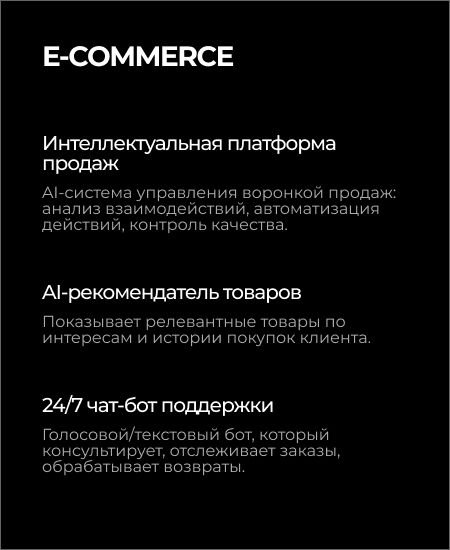 E-COMMERCE
Интеллектуальная платформа
продаж
AI-система управления воронкой продаж:
анализ взаимодействий, автоматизация
действий, контроль качества.
AI-рекомендатель товаров
Показывает релевантные товары по
интересам и истории покупок клиента.
24/7 чат-бот поддержки
Голосовой/текстовый бот, который
консультирует, отслеживает заказы,
обрабатывает возвраты.